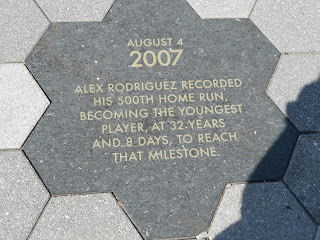 AUGUST 4
2007
ALEX RODRIGUEZ RECORDED
HIS 500TH HOME RUN,
BECOMING THE YOUNGEST
PLAYER, AT 32 YEARS
AND 8 DAYS, TO REACH
THAT MILESTONE.